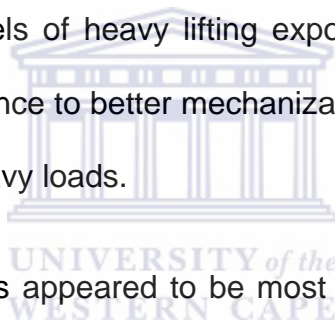 els of heavy lifting expo
nce to better mechaniza
vy loads.
UNIVERSITY of the
s appeared to be most
WESTERN CAPE